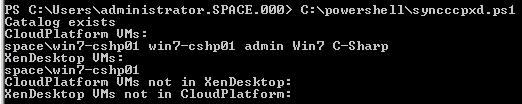 PS C:\Users\administrator.SPACE.000> C:\powershell\syncccpxd.ps1
Catalog exists
CloudPlatform VMs:
space\win7-cshp01 win7-cshp01 admin Win7 C-Sharp
XenDesktop VMs:
space\win7-cshp01
CloudPlatform VMs not in XenDesktop:
XenDesktop VMs not in CloudPlatform: